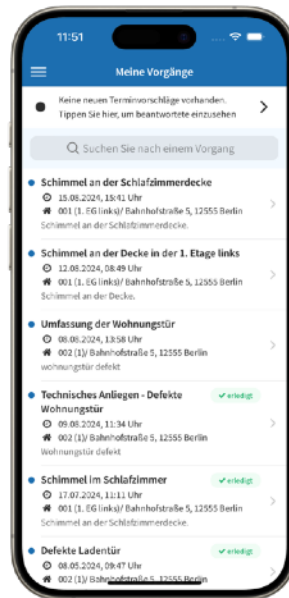 11:51
Meine Vorgänge
Keine neuen Terminvorschläge vorhanden.
Tippen Sie hier, um beantwortete einzusehen
Suchen Sie nach einem Vorgang
Schimmel an der Schlafzimmerdecke
15.08.2024, 15:41 Uhr
001 (1. EG links)/ Bahnhofstraße 5, 12555 Berlin
Schimmel an der Schlafzimmerdecke.
Schimmel an der Decke in der 1. Etage links
12.08.2024, 08:49 Uhr
001 (1. EG links)/ Bahnhofstraße 5, 12555 Berlin
Schimmel an der Decke.
Umfassung der Wohnungstür
08.08.2024, 13:58 Uhr
002 (1)/ Bahnhofstraße 5, 12555 Berlin
wohnungstür defekt
Technisches Anliegen - Defekte ✔ erledigt
Wohnungstür
09.08.2024, 11:34 Uhr
002 (1)/ Bahnhofstraße 5, 12555 Berlin
Wohnungstür defekt
Schimmel im Schlafzimmer ✔ erledigt
17.07.2024, 11:11 Uhr
001 (1. EG links)/ Bahnhofstraße 5, 12555 Berlin
Schimmel an der Schlafzimmerdecke.
Defekte Ladentür ✔ erledigt
08.05.2024, 09:47 Uhr
002 (1)/ Bahnhofstraße 5, 12555 Berlin